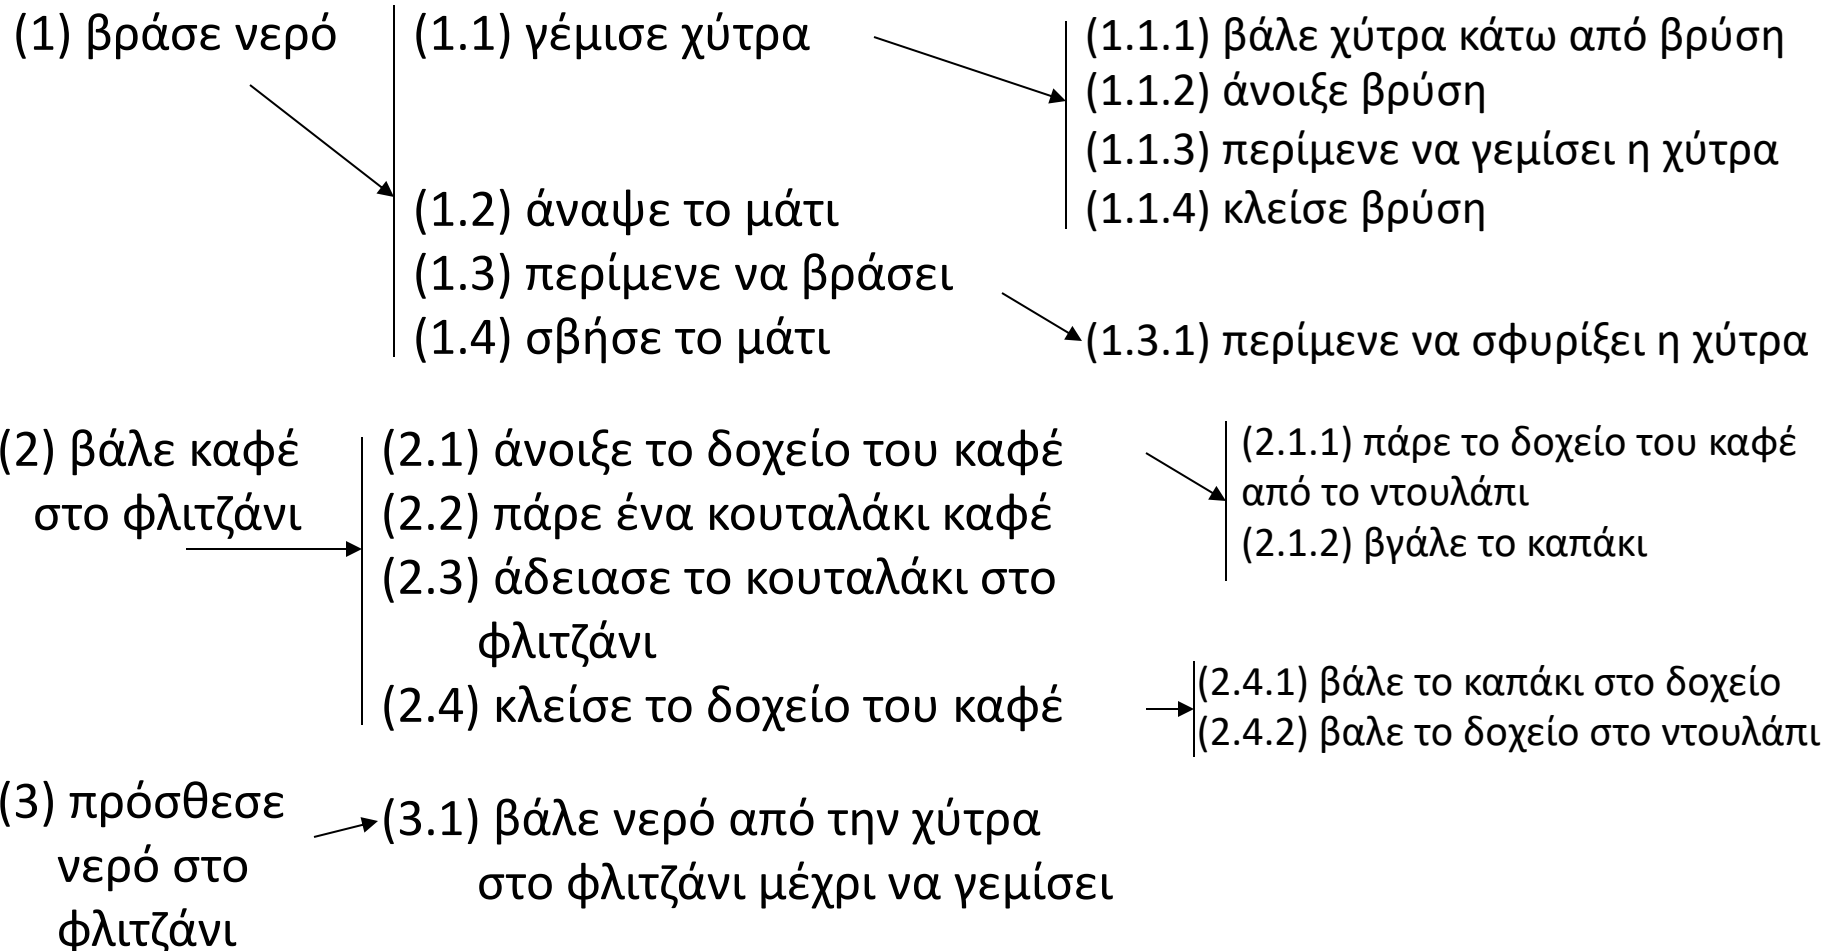 (1) βράσε νερό
(1.1) γέμισε χύτρα
(1.1.1) βάλε χύτρα κάτω από βρύση
(1.1.2) άνοιξε βρύση
(1.1.3) περίμενε να γεμίσει η χύτρα
(1.1.4) κλείσε βρύση
(1.2) άναψε το μάτι
(1.3) περίμενε να βράσει
(1.4) σβήσε το μάτι
(1.3.1) περίμενε να σφυρίξει η χύτρα
(2) βάλε καφέ
στο φλιτζάνι
(2.1) άνοιξε το δοχείο του καφέ
(2.2) πάρε ένα κουταλάκι καφέ
(2.3) άδειασε το κουταλάκι στο
φλιτζάνι
(2.4) κλείσε το δοχείο του καφέ
(2.1.1) πάρε το δοχείο του καφέ
από το ντουλάπι
(2.1.2) βγάλε το καπάκι
(2.4.1) βάλε το καπάκι στο δοχείο
(2.4.2) βαλε το δοχείο στο ντουλάπι
(3) πρόσθεσε
νερό στο
φλιτζάνι
(3.1) βάλε νερό από την χύτρα
στο φλιτζάνι μέχρι να γεμίσει